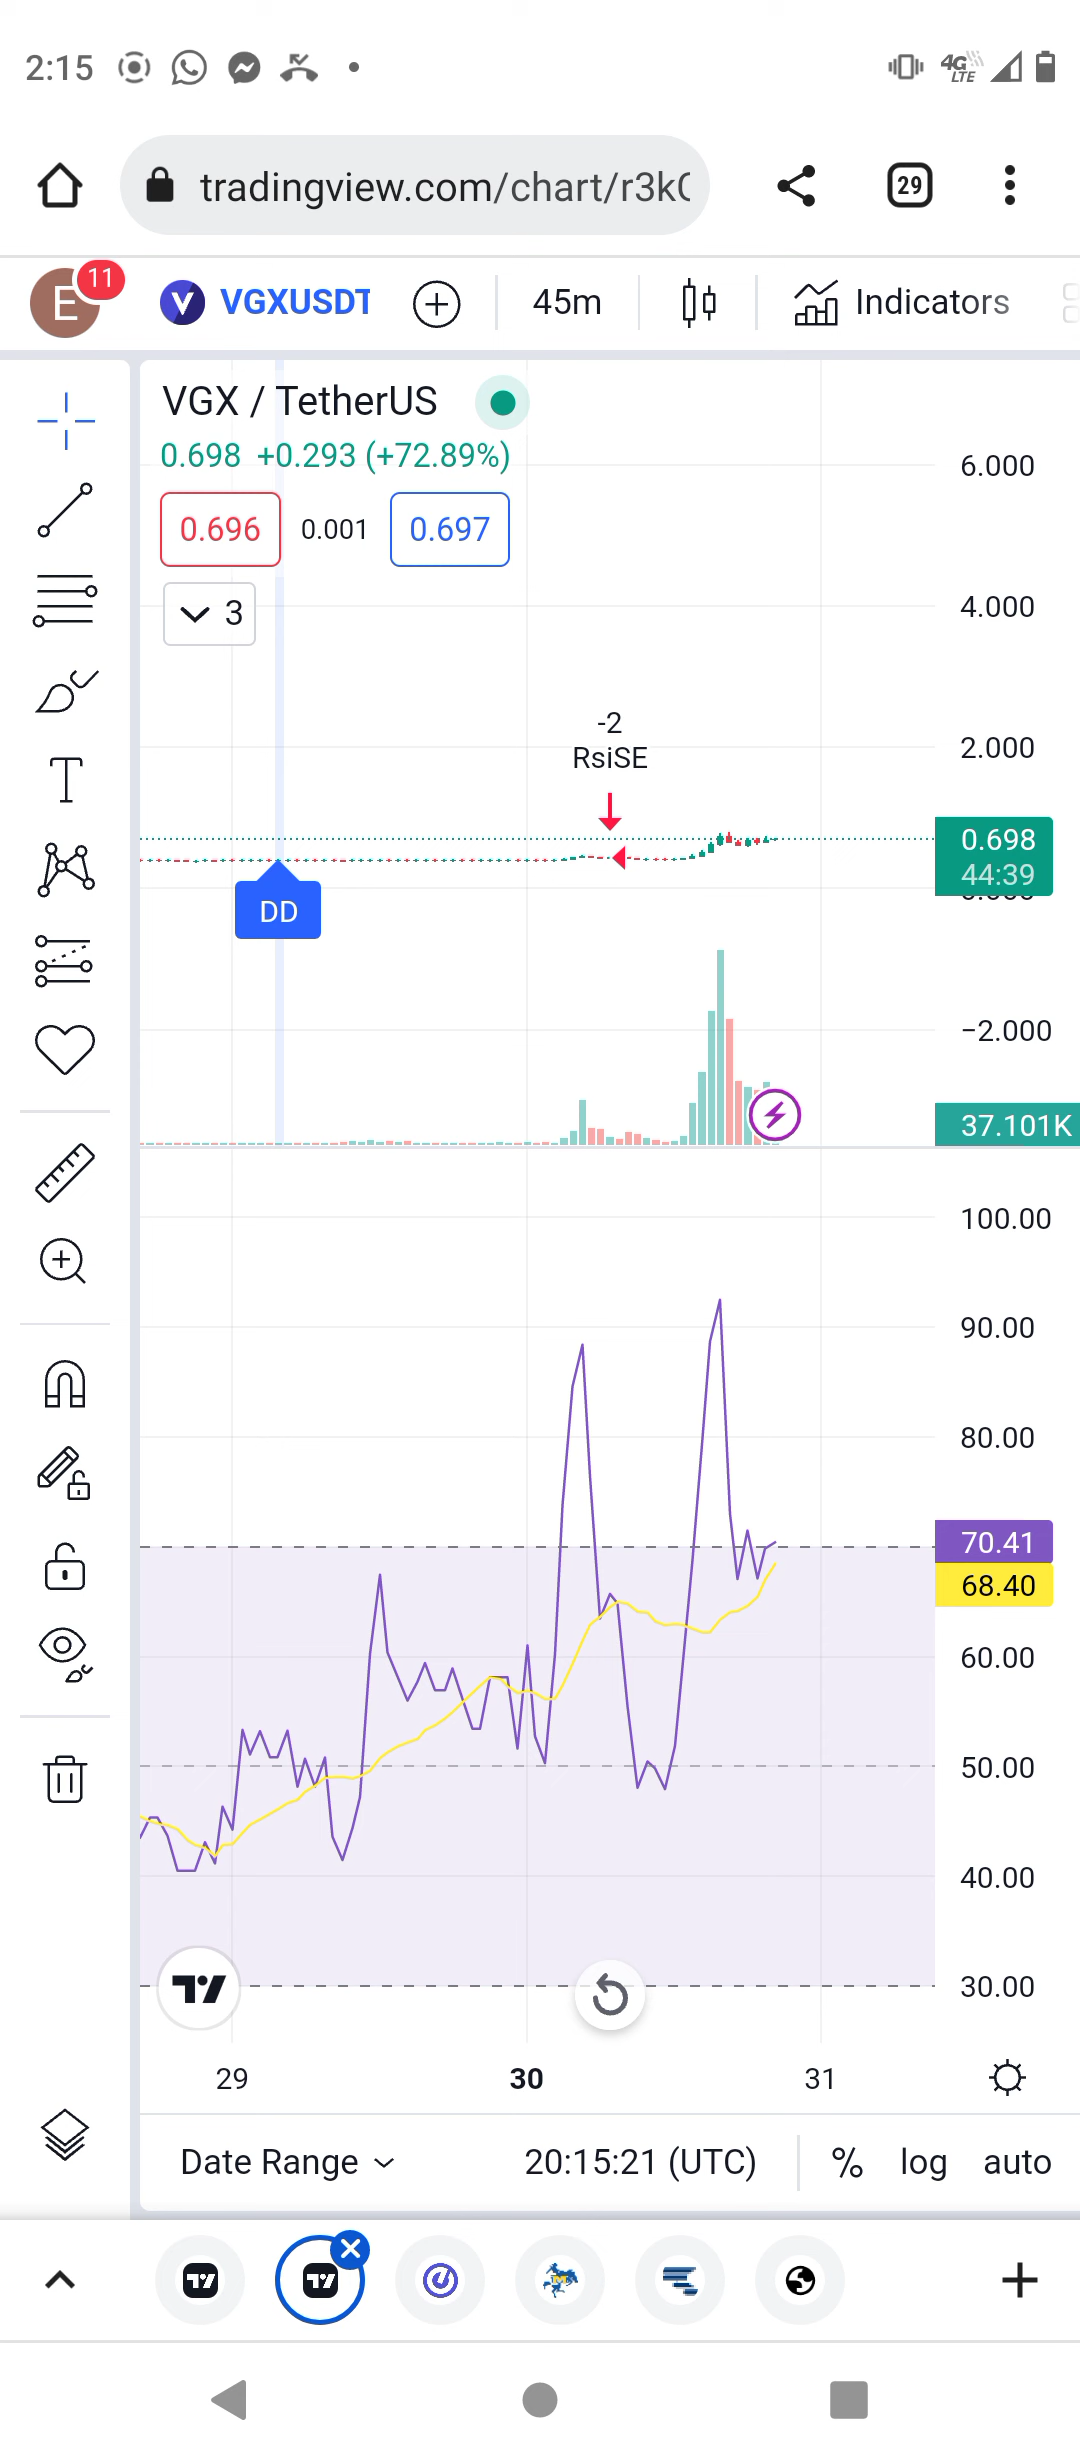 2:15
4G
LTE
tradingview.com/chart/r3k
29
E
11
VGXUSDT
45m
Indicators
VGX / TetherUS
0.698 +0.293 (+72.89%)
0.696
0.001
0.697
3
6.000
4.000
2.000
-2
RsiSE
0.698
44:39
DD
−2.000
37.101K
100.00
90.00
80.00
70.41
68.40
60.00
50.00
40.00
30.00
29
30
31
Date Range
20:15:21 (UTC)
%
log
auto